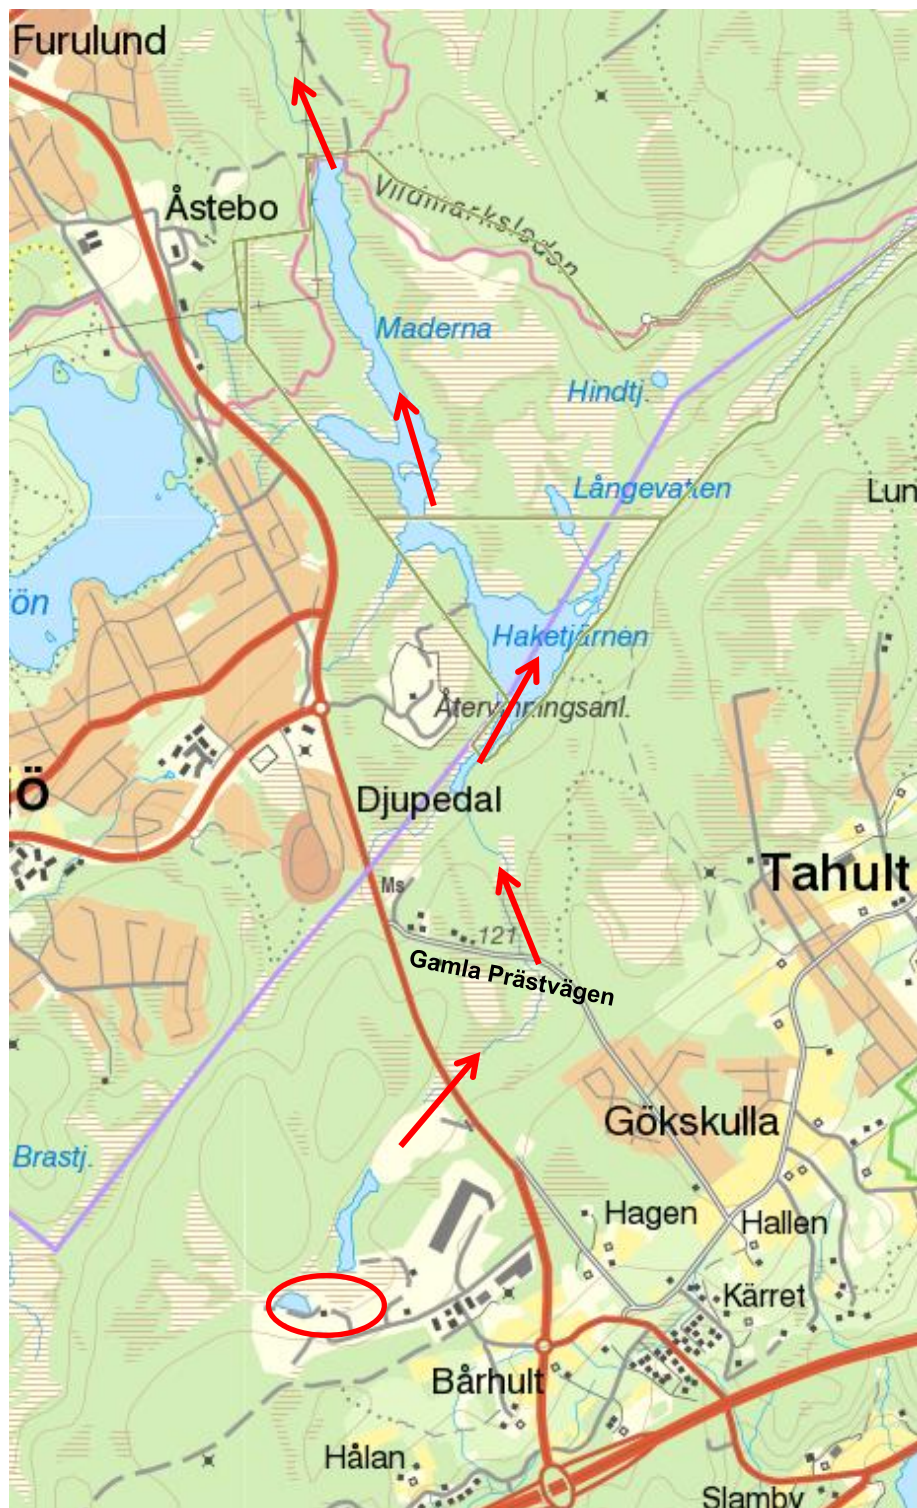 Furulund
Åstebo
Vildmarksleden
Maderna
Hindtj.
Långevatten
Lun
ön
Haketjärnen
Återvinningsanl.
jö
Djupedal
Tahult
Ms
121
Gamla Prästvägen
Gökskulla
Brastj.
Hagen
Hallen
Kärret
Bårhult
Hålan
Slamby